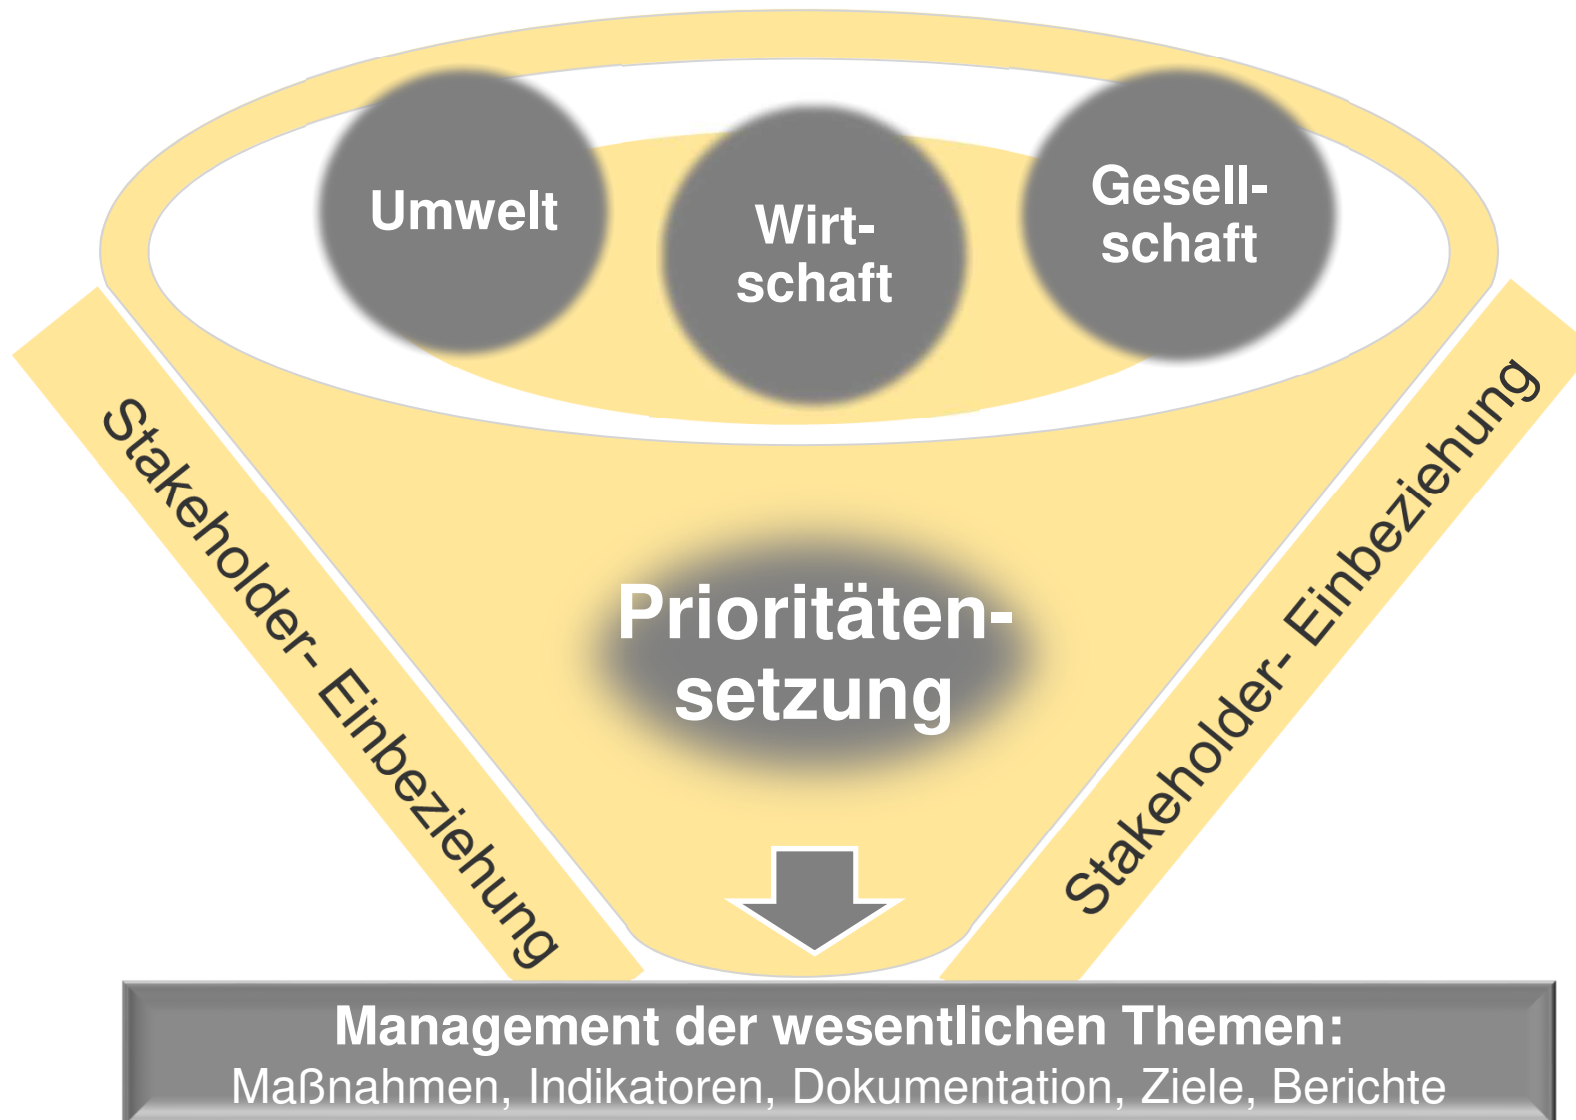 Umwelt
Wirt-
schaft
Gesell-
schaft
Stakeholder- Einbeziehung
Prioritäten-
setzung
Stakeholder- Einbeziehung
Management der wesentlichen Themen:
Maßnahmen, Indikatoren, Dokumentation, Ziele, Berichte